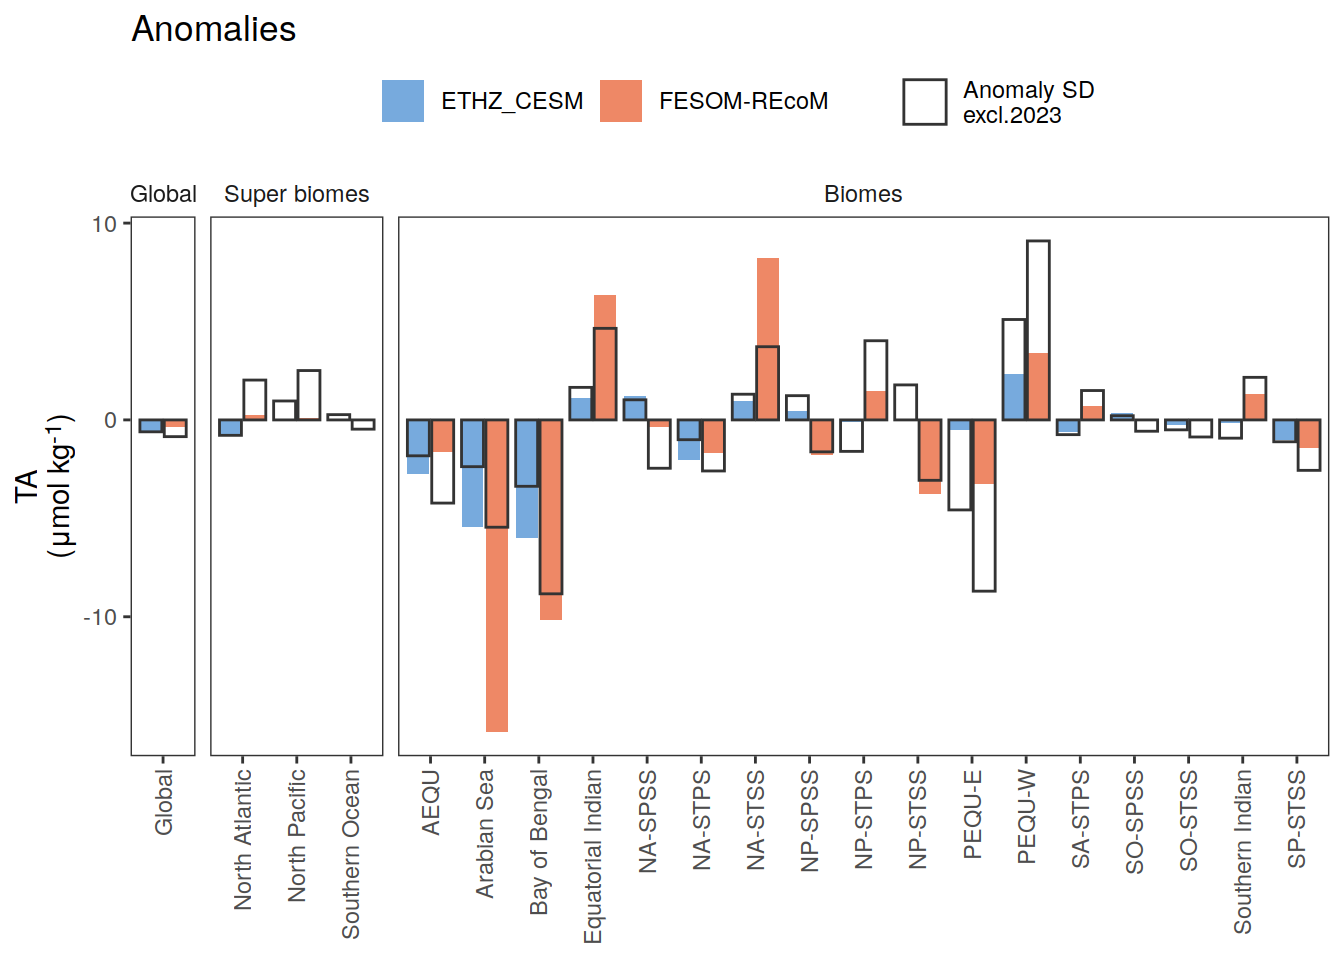 Anomalies
ETHZ_CESM
FESOM-REcoM
Anomaly SD
excl.2023
Global
Super biomes
Biomes
10
0
-10
TA
(μmol kg⁻¹)
Global
North Atlantic
North Pacific
Southern Ocean
AEQU
Arabian Sea
Bay of Bengal
Equatorial Indian
NA-SPSS
NA-STPS
NA-STSS
NP-SPSS
NP-STPS
NP-STSS
PEQU-E
PEQU-W
SA-STPS
SO-SPSS
SO-STSS
Southern Indian
SP-STSS